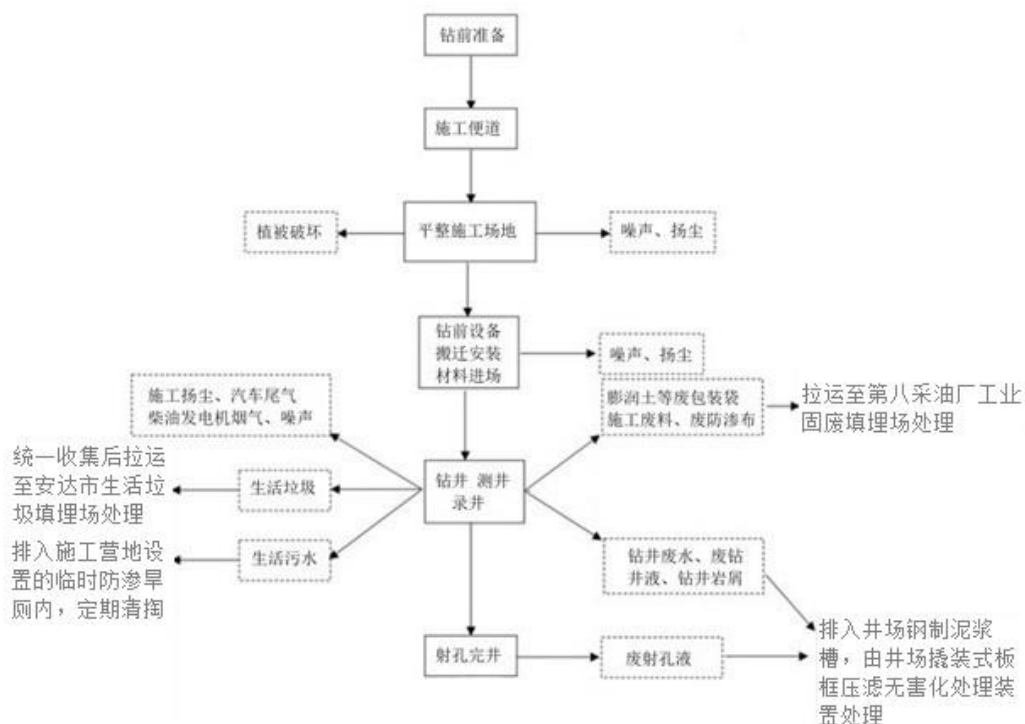 钻前准备
施工便道
植被破坏
平整施工场地
噪声、扬尘
钻前设备
搬迁安装
材料进场
噪声、扬尘
施工扬尘、汽车尾气
柴油发电机烟气、噪声
膨润土等废包装袋
施工废料、废防渗布
拉运至第八采油厂工业
固废填埋场处理
统一收集后拉运
至安达市生活垃
圾填埋场处理
生活垃圾
钻井 测井
录井
排入施工营地设
置的临时防渗旱
厕内，定期清掏
生活污水
钻井废水、废钻
井液、钻井岩屑
射孔完井
废射孔液
排入井场钢制泥浆
槽，由井场撬装式板
框压滤无害化处理装
置处理